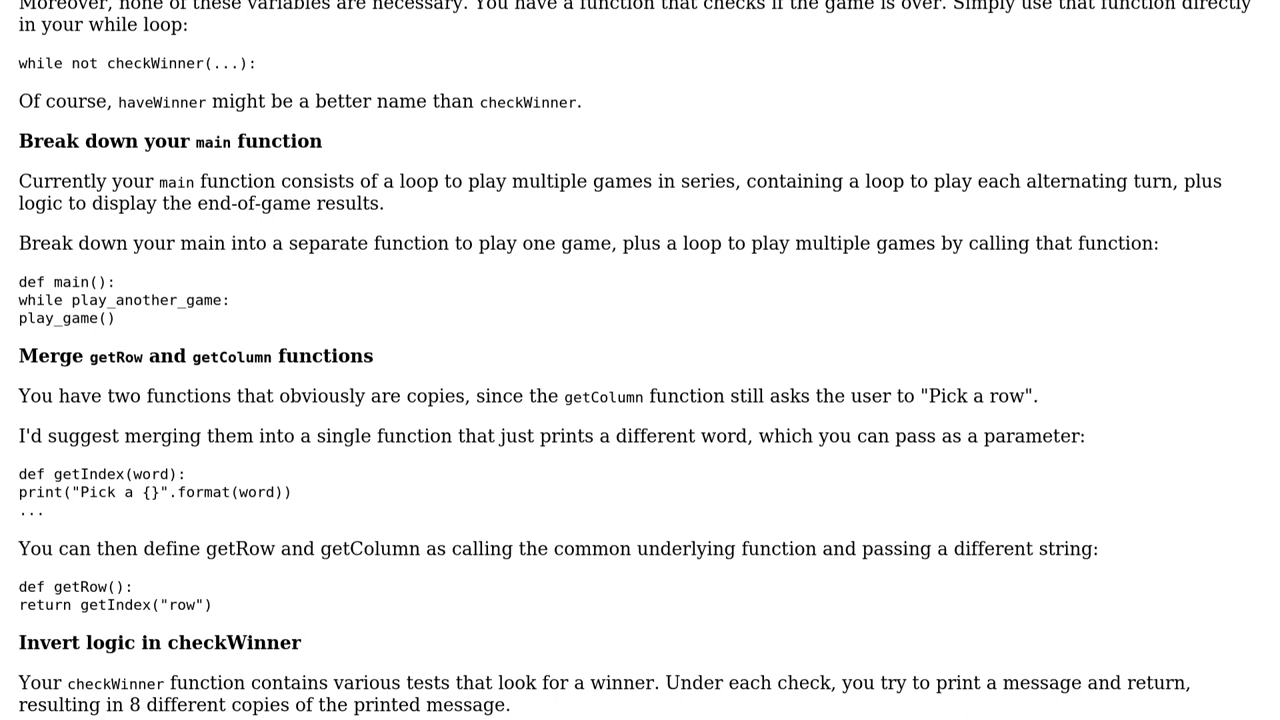 Moreover, none of these variables are necessary. You have a function that checks if the game is over. Simply use that function directly
in your while loop:
while not checkWinner(...):
Of course, haveWinner might be a better name than checkWinner.
Break down your main function
Currently your main function consists of a loop to play multiple games in series, containing a loop to play each alternating turn, plus
logic to display the end-of-game results.
Break down your main into a separate function to play one game, plus a loop to play multiple games by calling that function:
def main():
while play_another_game:
play_game()
Merge getRow and getColumn functions
You have two functions that obviously are copies, since the getColumn function still asks the user to "Pick a row".
I'd suggest merging them into a single function that just prints a different word, which you can pass as a parameter:
def getIndex(word):
print("Pick a {}".format(word))
...
You can then define getRow and getColumn as calling the common underlying function and passing a different string:
def getRow():
return getIndex("row")
Invert logic in checkWinner
Your checkWinner function contains various tests that look for a winner. Under each check, you try to print a message and return,
resulting in 8 different copies of the printed message.